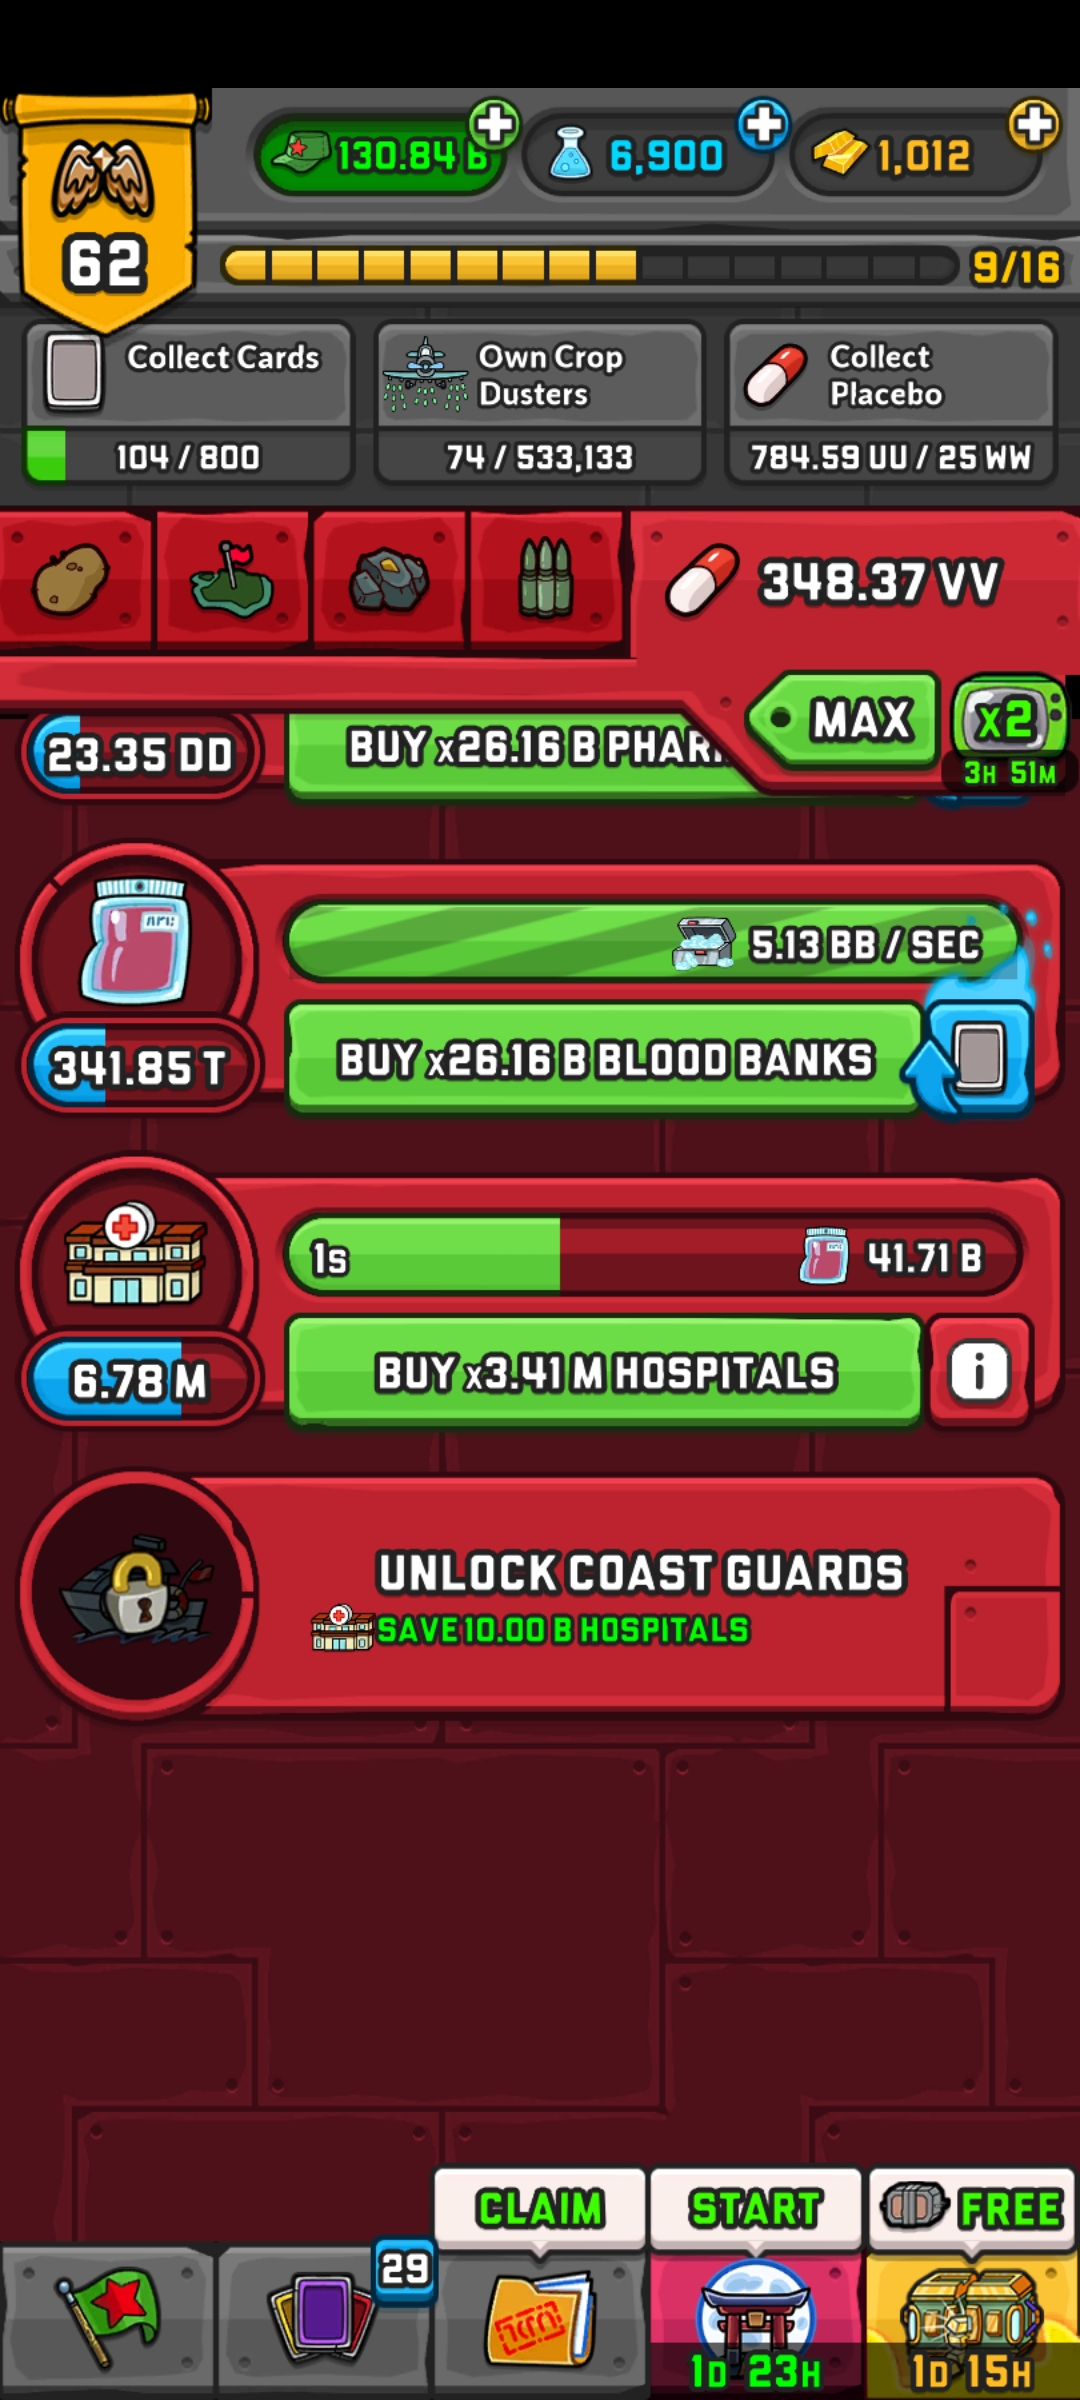 130.84 B
6,900
1,012
62
9/16
Collect Cards
104 / 800
Own Crop
Dusters
74 / 533,133
Collect
Placebo
784.59 UU / 25 WW
348.37 VV
MAX
x2
3H 51M
23.35 DD
BUY x26.16 B
5.13 BB / SEC
341.85 T
BUY x26.16 B BLOOD BANKS
1s
41.71 B
6.78 M
BUY x3.41 M HOSPITALS
i
UNLOCK COAST GUARDS
SAVE 10.00 B HOSPITALS
CLAIM
START
FREE
29
1D 23H
1D 15H